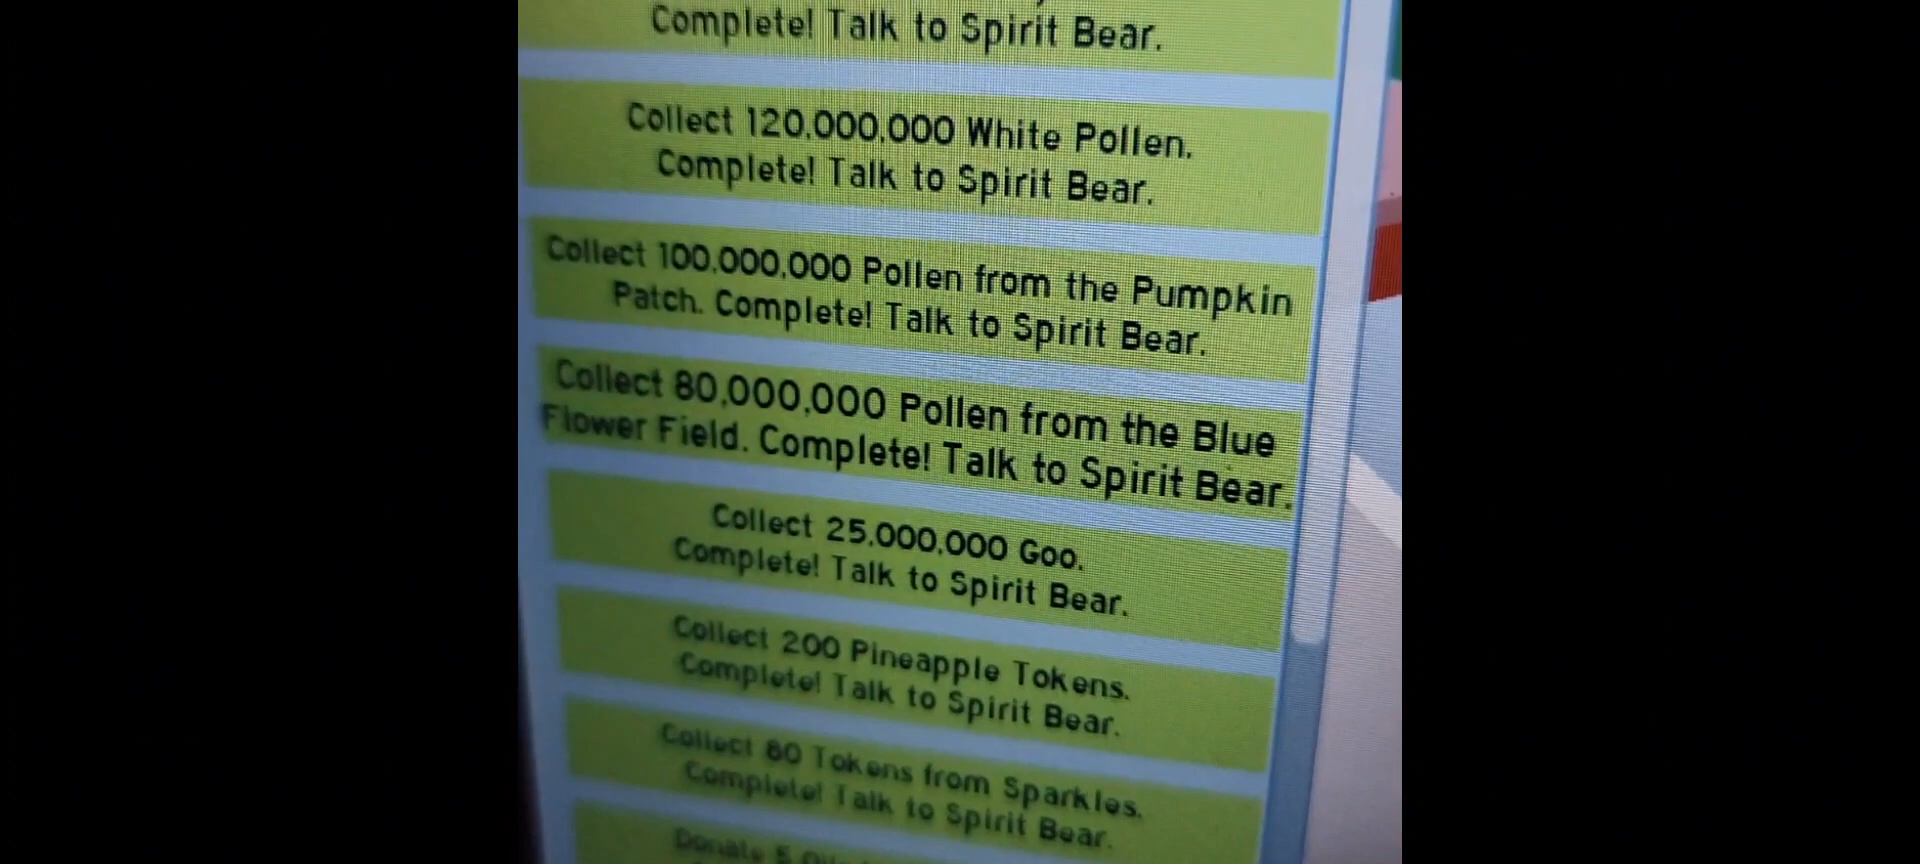 Complete! Talk to Spirit Bear.
Collect 120,000,000 White Pollen.
Complete! Talk to Spirit Bear.
Collect 100,000,000 Pollen from the Pumpkin
Patch. Complete! Talk to Spirit Bear.
Collect 80,000,000 Pollen from the Blue
Flower Field. Complete! Talk to Spirit Bear.
Collect 25,000,000 Goo.
Complete! Talk to Spirit Bear.
Collect 200 Pineapple Tokens.
Complete! Talk to Spirit Bear.
Collect 80 Tokens from Sparkles.
Complete! Talk to Spirit Bear.
Donate 5